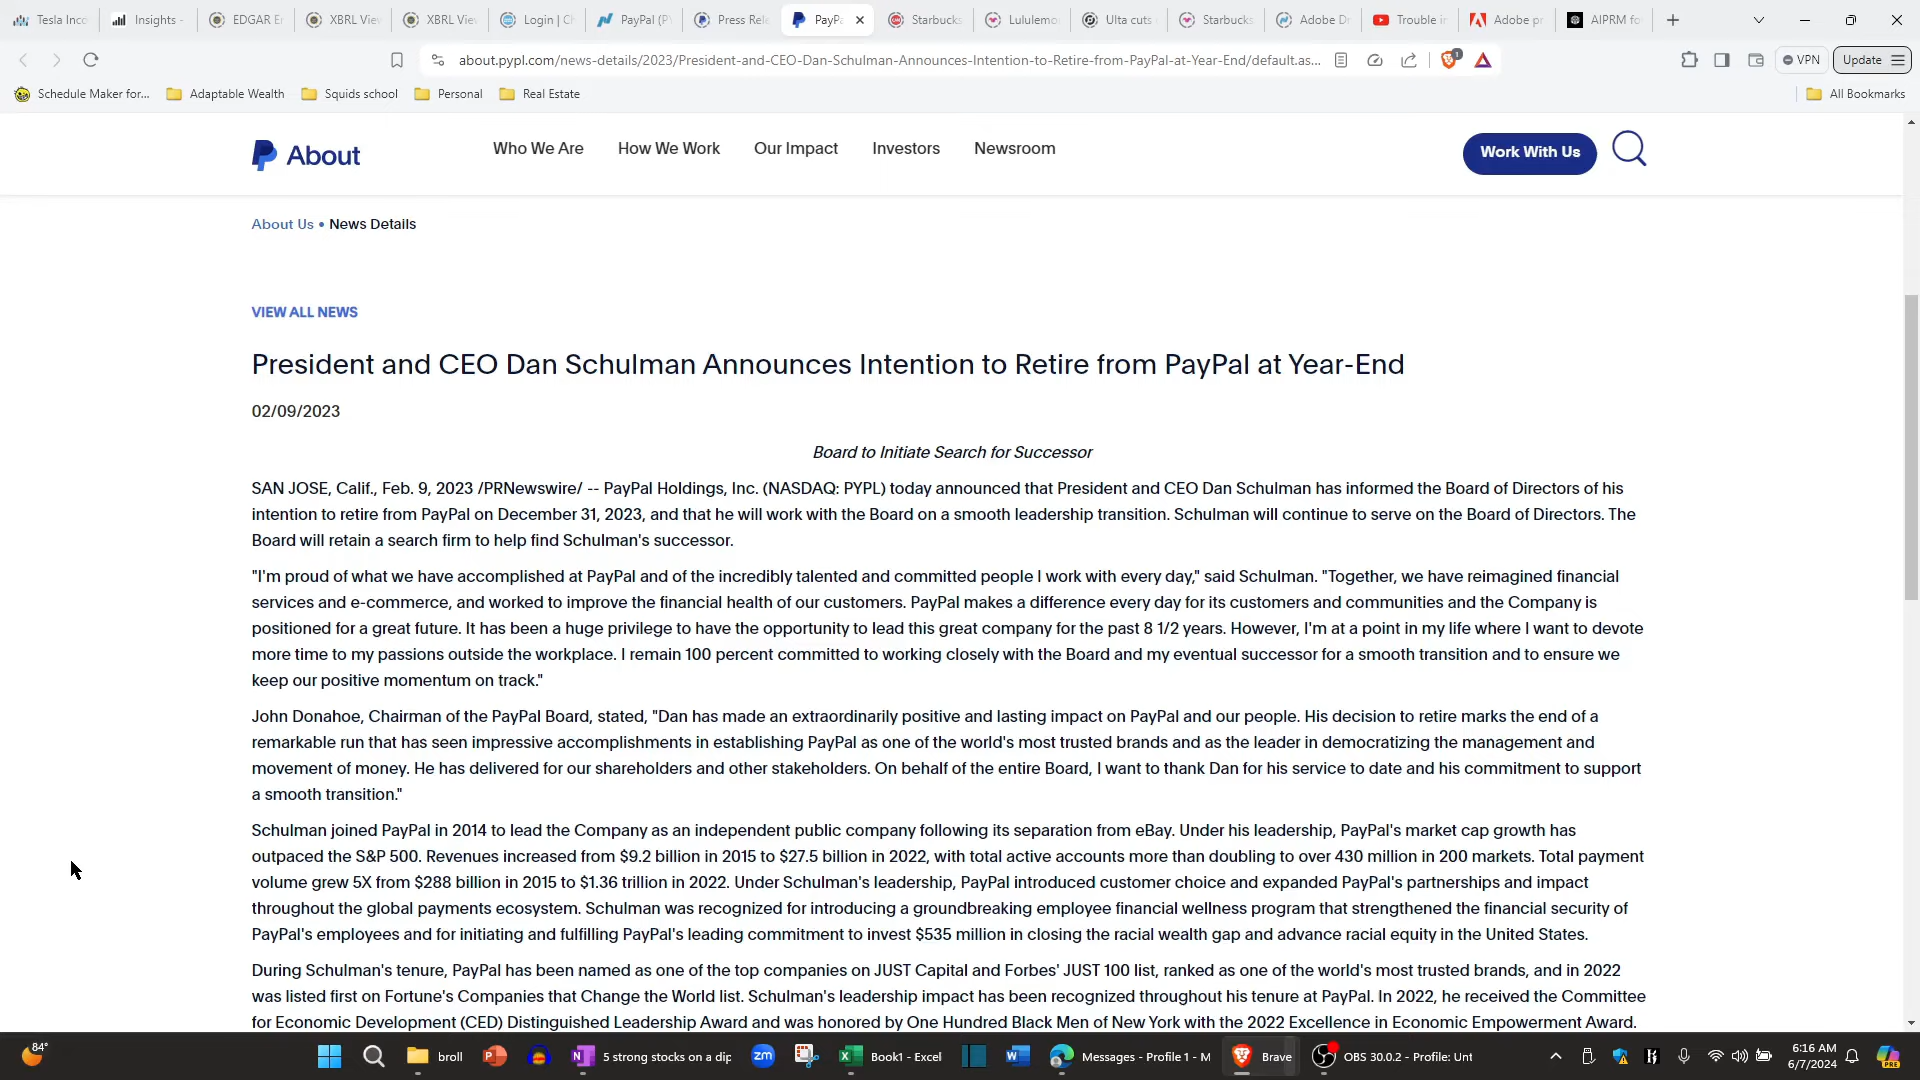 Tesla Inco
Insights -
EDGAR En
XBRL View
XBRL View
Login | Ch
PayPal (PY
Press Rele
PayPa
Starbucks
Lululemo
Ulta cuts
Starbucks
Adobe Dr
Trouble in
Adobe pr
AIPRM fo
about.pypl.com/news-details/2023/President-and-CEO-Dan-Schulman-Announces-Intention-to-Retire-from-PayPal-at-Year-End/default.as...
1
VPN
Update
Schedule Maker for...
Adaptable Wealth
Squids school
Personal
Real Estate
All Bookmarks
About
Who We Are
How We Work
Our Impact
Investors
Newsroom
Work With Us
About Us • News Details
VIEW ALL NEWS
President and CEO Dan Schulman Announces Intention to Retire from PayPal at Year-End
02/09/2023
Board to Initiate Search for Successor
SAN JOSE, Calif., Feb. 9, 2023 /PRNewswire/ -- PayPal Holdings, Inc. (NASDAQ: PYPL) today announced that President and CEO Dan Schulman has informed the Board of Directors of his
intention to retire from PayPal on December 31, 2023, and that he will work with the Board on a smooth leadership transition. Schulman will continue to serve on the Board of Directors. The
Board will retain a search firm to help find Schulman's successor.
"I'm proud of what we have accomplished at PayPal and of the incredibly talented and committed people I work with every day," said Schulman. "Together, we have reimagined financial
services and e-commerce, and worked to improve the financial health of our customers. PayPal makes a difference every day for its customers and communities and the Company is
positioned for a great future. It has been a huge privilege to have the opportunity to lead this great company for the past 8 1/2 years. However, I'm at a point in my life where I want to devote
more time to my passions outside the workplace. I remain 100 percent committed to working closely with the Board and my eventual successor for a smooth transition and to ensure we
keep our positive momentum on track."
John Donahoe, Chairman of the PayPal Board, stated, "Dan has made an extraordinarily positive and lasting impact on PayPal and our people. His decision to retire marks the end of a
remarkable run that has seen impressive accomplishments in establishing PayPal as one of the world's most trusted brands and as the leader in democratizing the management and
movement of money. He has delivered for our shareholders and other stakeholders. On behalf of the entire Board, I want to thank Dan for his service to date and his commitment to support
a smooth transition."
Schulman joined PayPal in 2014 to lead the Company as an independent public company following its separation from eBay. Under his leadership, PayPal's market cap growth has
outpaced the S&P 500. Revenues increased from $9.2 billion in 2015 to $27.5 billion in 2022, with total active accounts more than doubling to over 430 million in 200 markets. Total payment
volume grew 5X from $288 billion in 2015 to $1.36 trillion in 2022. Under Schulman's leadership, PayPal introduced customer choice and expanded PayPal's partnerships and impact
throughout the global payments ecosystem. Schulman was recognized for introducing a groundbreaking employee financial wellness program that strengthened the financial security of
PayPal's employees and for initiating and fulfilling PayPal's leading commitment to invest $535 million in closing the racial wealth gap and advance racial equity in the United States.
During Schulman's tenure, PayPal has been named as one of the top companies on JUST Capital and Forbes' JUST 100 list, ranked as one of the world's most trusted brands, and in 2022
was listed first on Fortune's Companies that Change the World list. Schulman's leadership impact has been recognized throughout his tenure at PayPal. In 2022, he received the Committee
for Economic Development (CED) Distinguished Leadership Award and was honored by One Hundred Black Men of New York with the 2022 Excellence in Economic Empowerment Award.
84°
broll
5 strong stocks on a dip
zm
Book1 - Excel
Messages - Profile 1 - M
Brave
OBS 30.0.2 - Profile: Unt
6:16 AM
6/7/2024